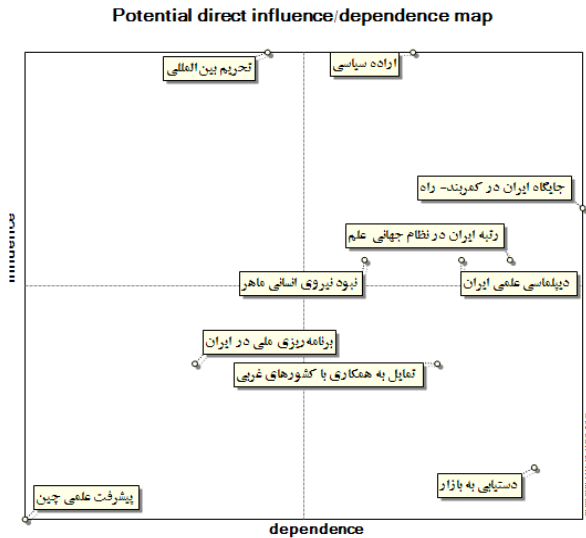 Potential direct influence/dependence map
تحریم بین‌المللی
اراده سیاسی
جایگاه ایران در کمربند- راه
رتبه ایران در نظام جهانی علم
نبود نیروی انسانی ماهر
دیپلماسی علمی ایران
برنامه‌ریزی ملی در ایران
تمایل به همکاری با کشورهای غربی
دستیابی به بازار
پیشرفت علمی چین
influence
dependence